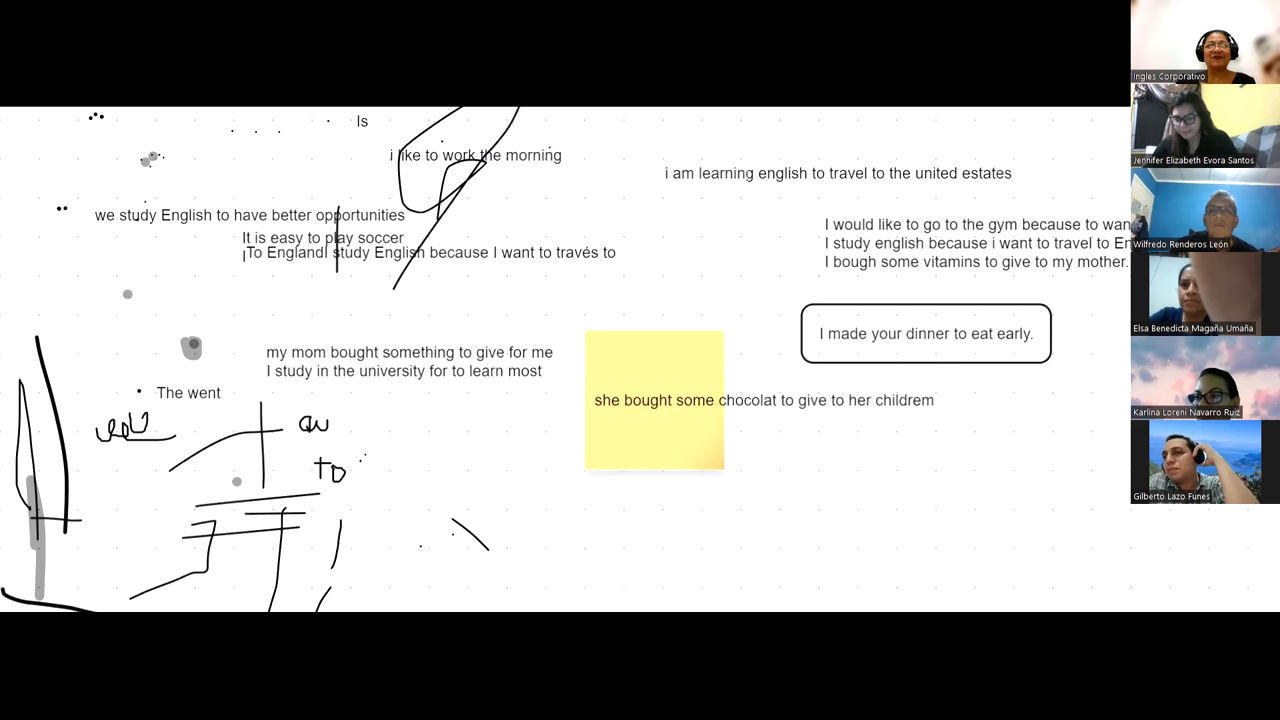 Is
i like to work the morning
i am learning english to travel to the united estates
we study English to have better opportunities
It is easy to play soccer
To Englandl study English because I want to través to
I would like to go to the gym because to wan
I study english because i want to travel to En
I bough some vitamins to give to my mother.
I made your dinner to eat early.
my mom bought something to give for me
I study in the university for to learn most
The went
she bought some chocolat to give to her childrem
to
Ingles Corporativo
Jennifer Elizabeth Evora Santos
Wilfredo Renderos León
Elsa Benedicta Magaña Umaña
Karlina Loreni Navarro Ruiz
Gilberto Lazo Funes